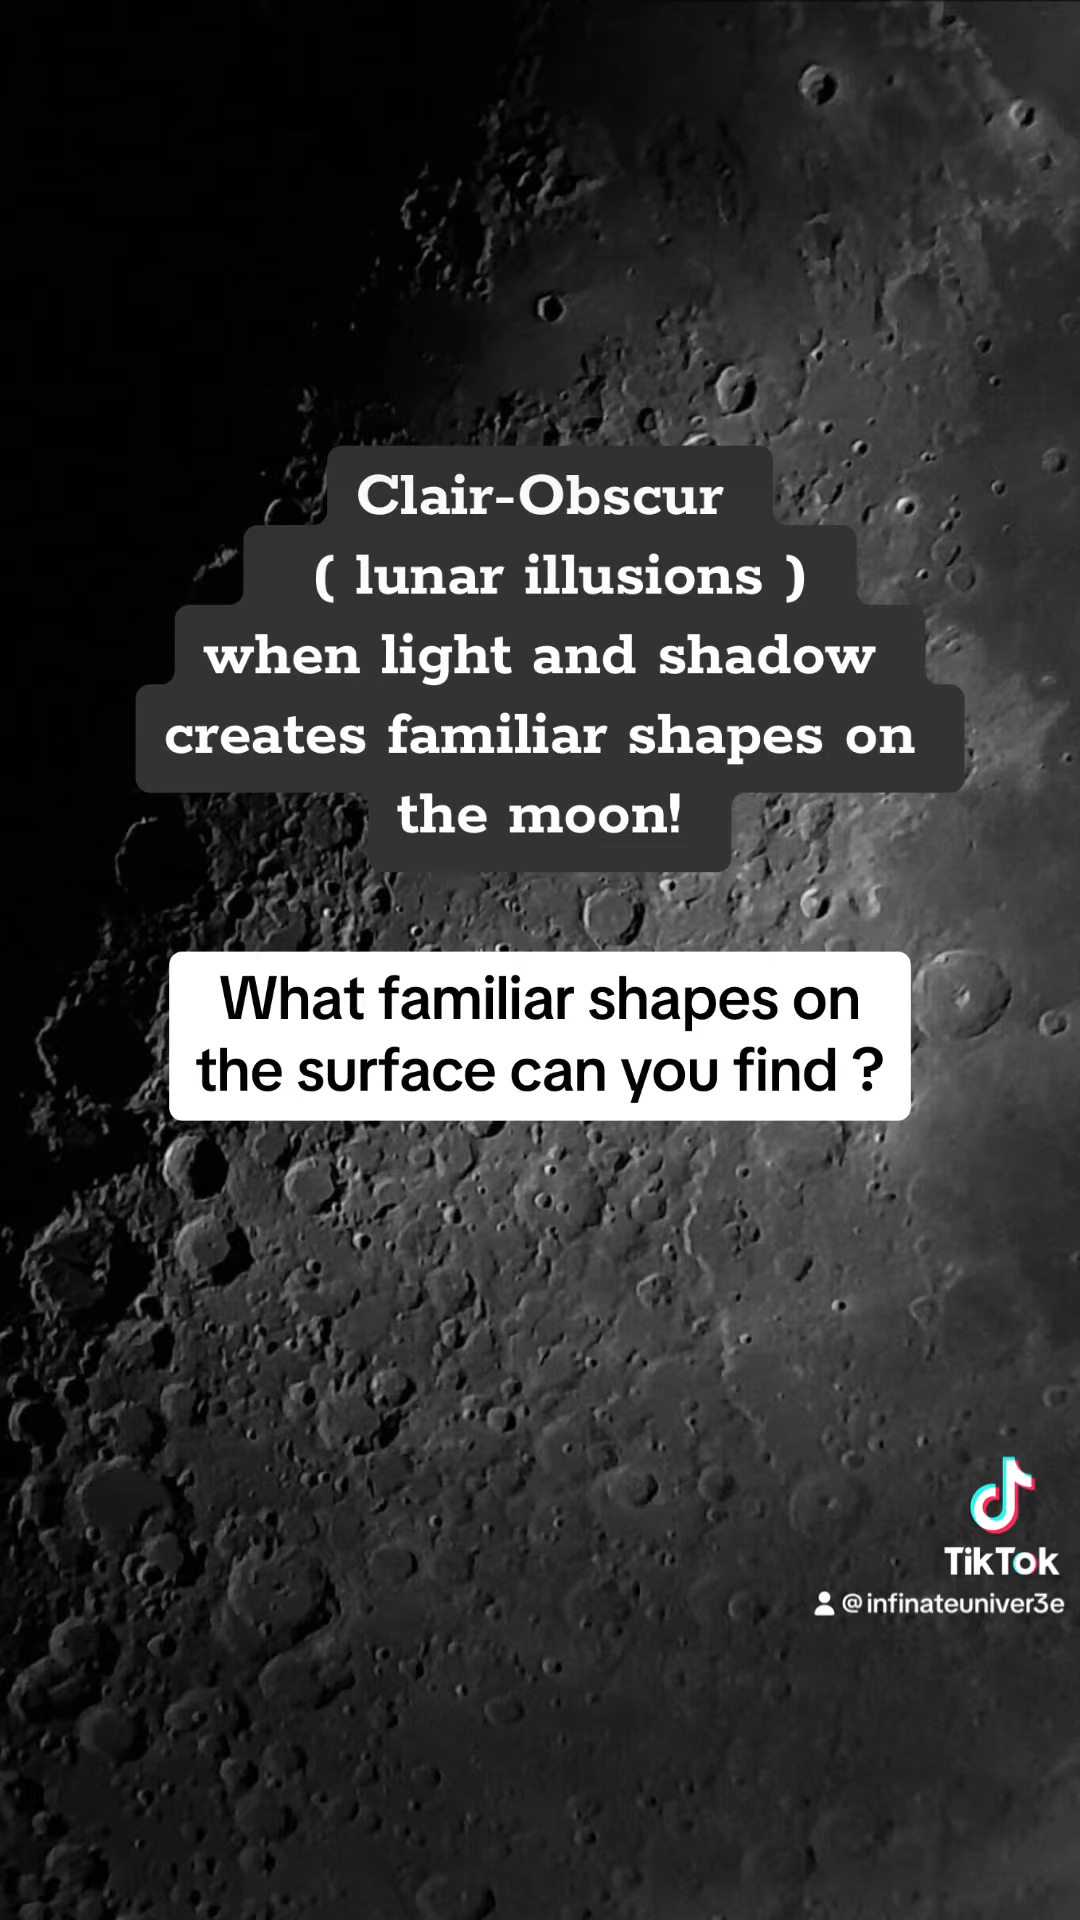 Clair-Obscur
( lunar illusions )
when light and shadow
creates familiar shapes on
the moon!
What familiar shapes on
the surface can you find ?
TikTok
@infinateuniver3e